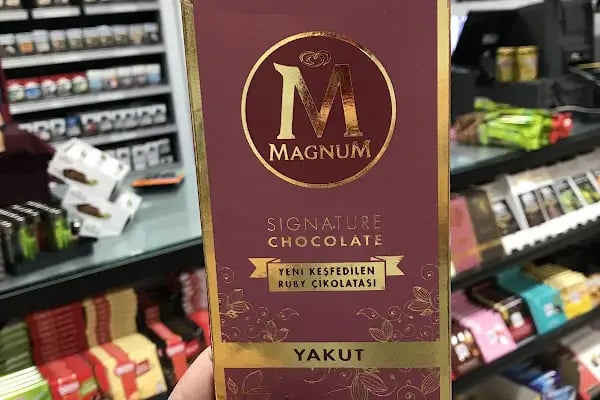 M
MAGNUM
SIGNATURE
CHOCOLATE
YENİ KEŞFEDİLEN
RUBY ÇİKOLATASI
YAKUT